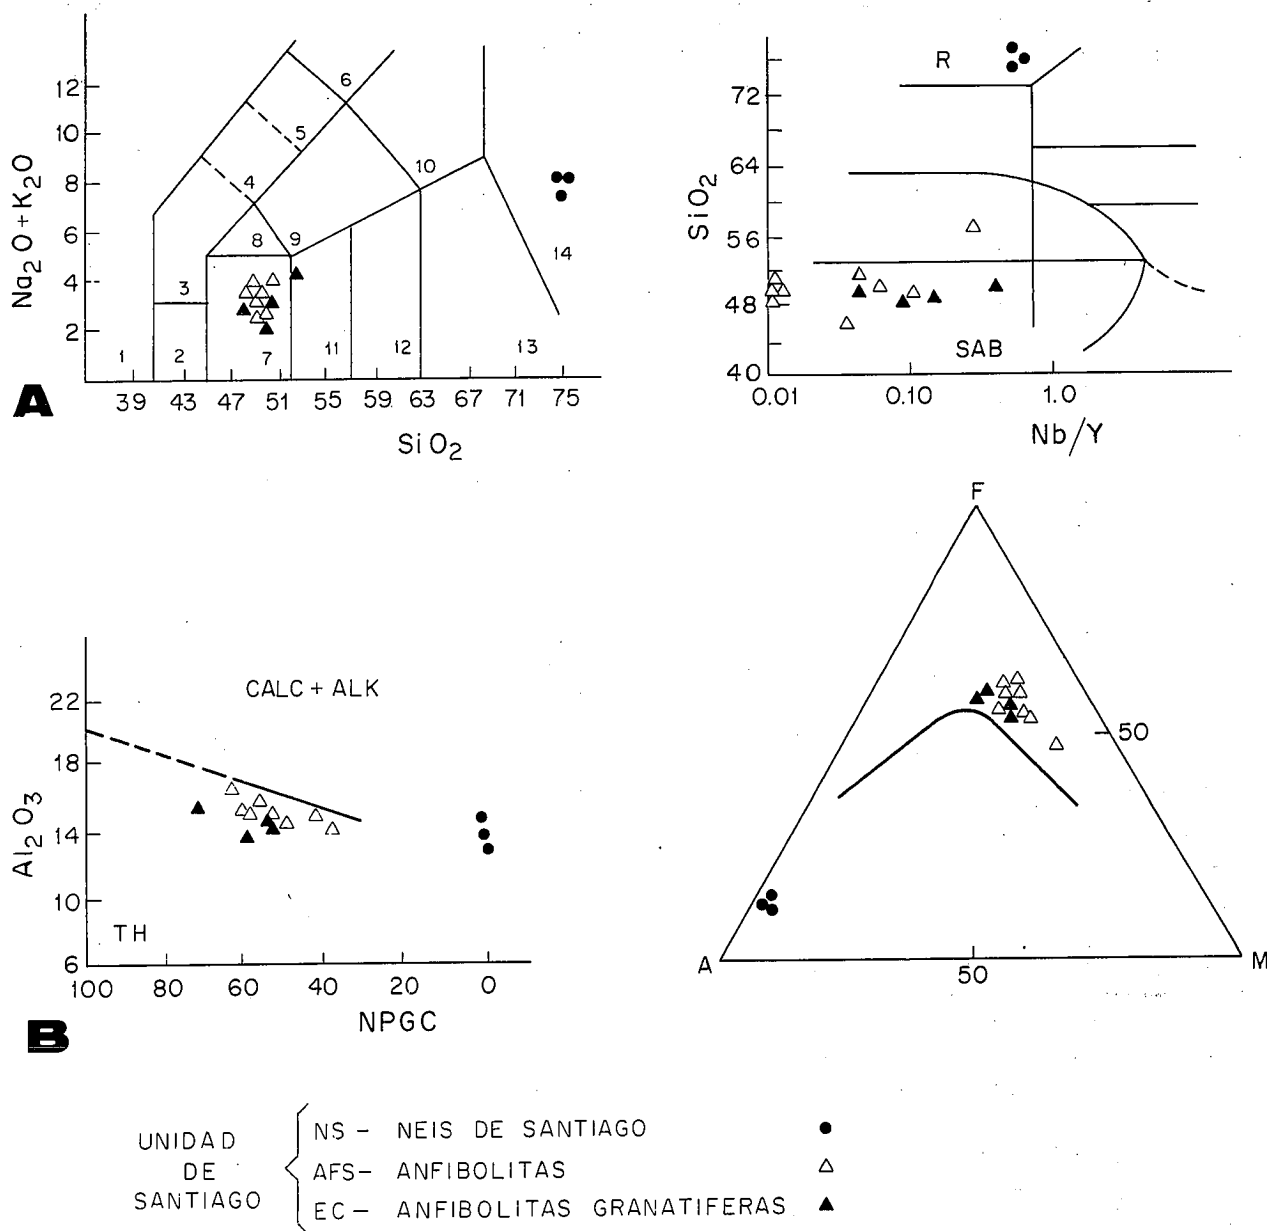 12
10
8
6
4
2
Na2O+K2O
1
2
3
4
5
6
7
8
9
10
11
12
13
14
39 43 47 51 55 59 63 67 71 75
SiO2
A
72
64
56
48
40
SiO2
R
SAB
0.01 0.10 1.0
Nb/Y
22
18
14
10
6
Al2O3
CALC + ALK
TH
100 80 60 40 20 0
NPGC
B
F
50
A
50
M
UNIDAD
DE
SANTIAGO
NS – NEIS DE SANTIAGO
AFS – ANFIBOLITAS
EC – ANFIBOLITAS GRANATIFERAS